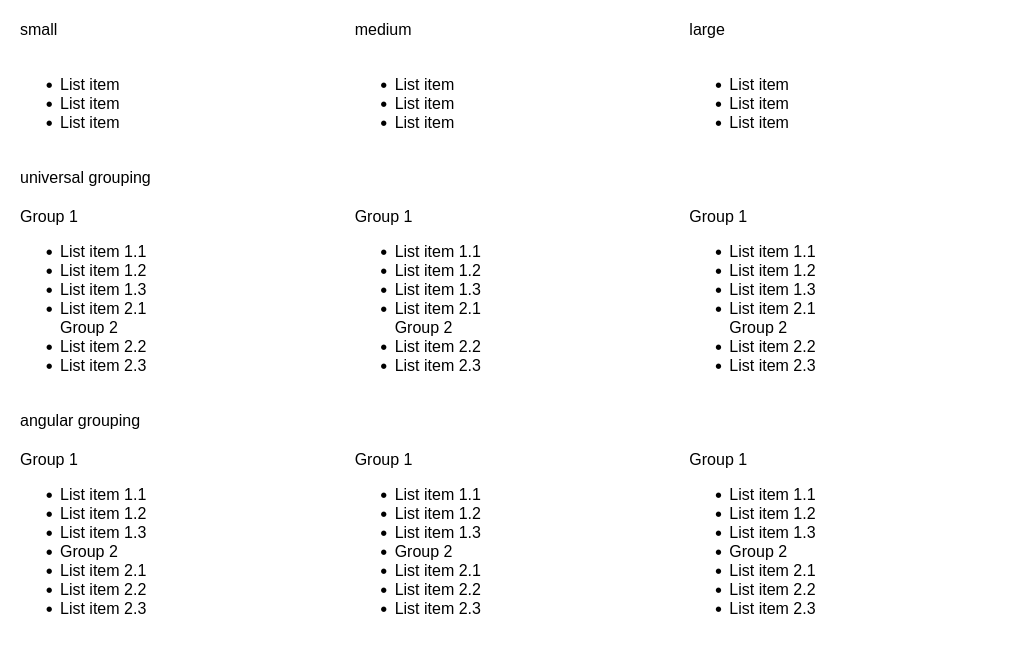 small medium large
List item List item List item
List item List item List item
List item List item List item
universal grouping
Group 1 Group 1 Group 1
List item 1.1 List item 1.1 List item 1.1
List item 1.2 List item 1.2 List item 1.2
List item 1.3 List item 1.3 List item 1.3
List item 2.1 List item 2.1 List item 2.1
Group 2 Group 2 Group 2
List item 2.2 List item 2.2 List item 2.2
List item 2.3 List item 2.3 List item 2.3
angular grouping
Group 1 Group 1 Group 1
List item 1.1 List item 1.1 List item 1.1
List item 1.2 List item 1.2 List item 1.2
List item 1.3 List item 1.3 List item 1.3
Group 2 Group 2 Group 2
List item 2.1 List item 2.1 List item 2.1
List item 2.2 List item 2.2 List item 2.2
List item 2.3 List item 2.3 List item 2.3